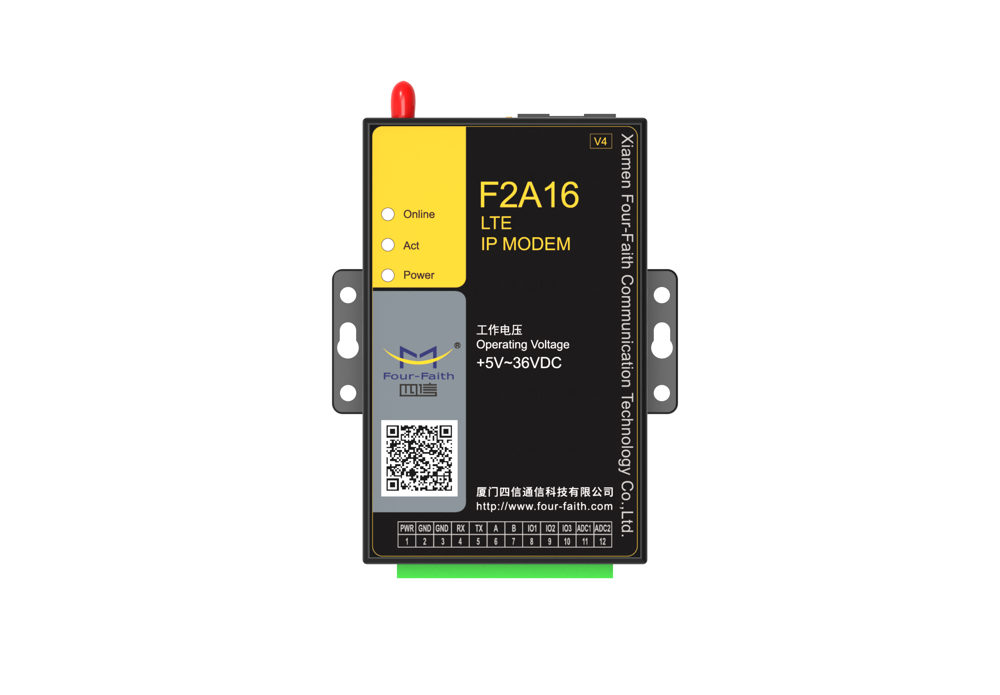 V4
F2A16
LTE
IP MODEM
Online
Act
Power
工作电压
Operating Voltage
+5V~36VDC
®
Four-Faith
四信
厦门四信通信科技有限公司
http://www.four-faith.com
Xiamen Four-Faith Communication Technology Co.,Ltd.
PWR GND GND RX TX A B IO1 IO2 IO3 ADC1 ADC2
1 2 3 4 5 6 7 8 9 10 11 12